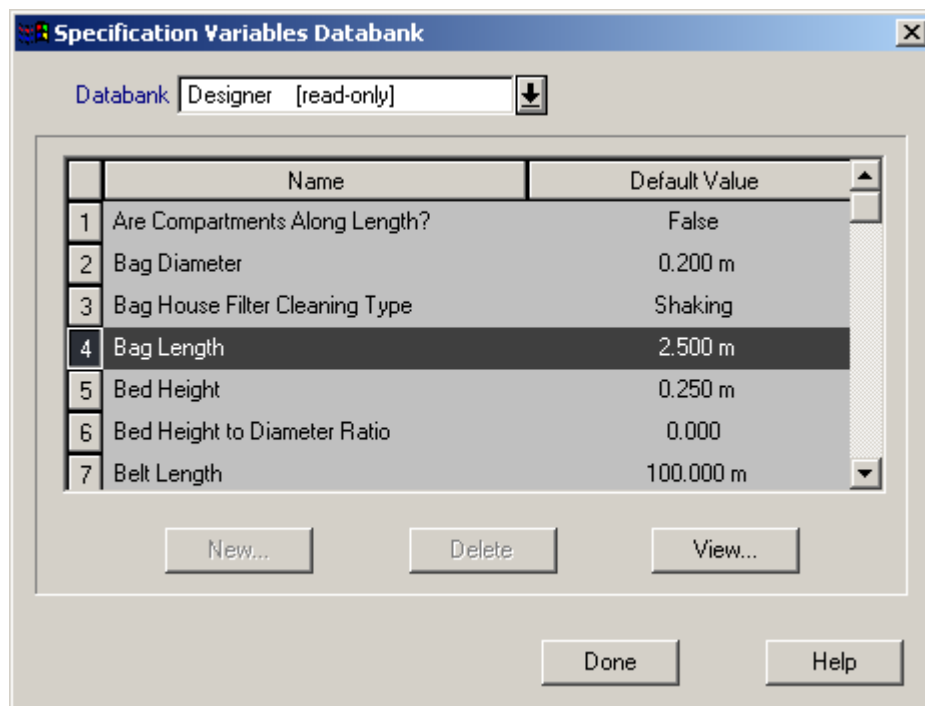 Specification Variables Databank
Databank Designer [read-only]
Name Default Value
1 Are Compartments Along Length? False
2 Bag Diameter 0.200 m
3 Bag House Filter Cleaning Type Shaking
4 Bag Length 2.500 m
5 Bed Height 0.250 m
6 Bed Height to Diameter Ratio 0.000
7 Belt Length 100.000 m
New... Delete View...
Done Help